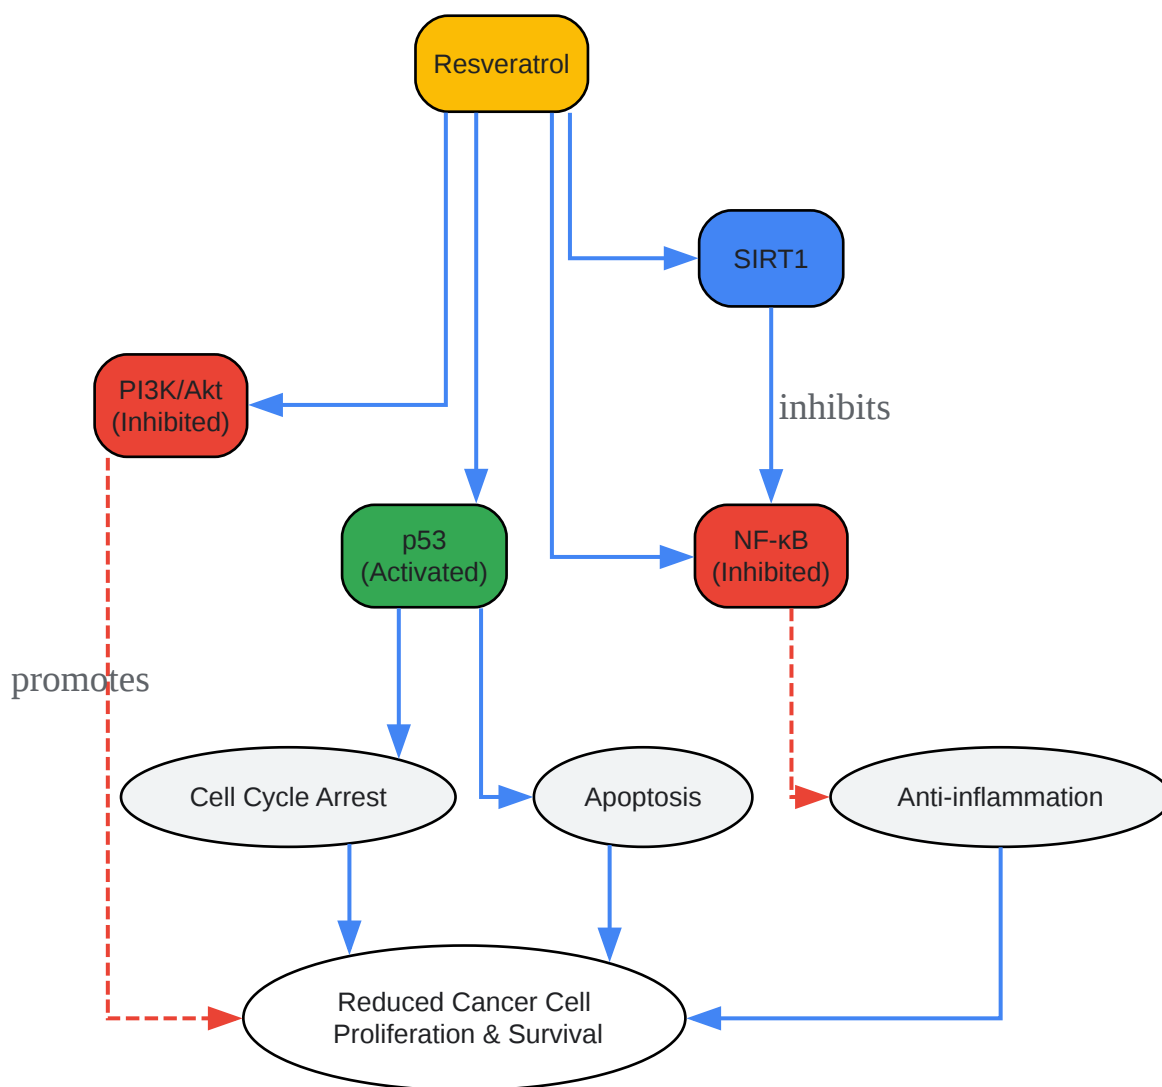 Resveratrol
SIRT1
PI3K/Akt
(Inhibited)
inhibits
p53
(Activated)
NF-κB
(Inhibited)
promotes
Cell Cycle Arrest
Apoptosis
Anti-inflammation
Reduced Cancer Cell
Proliferation & Survival